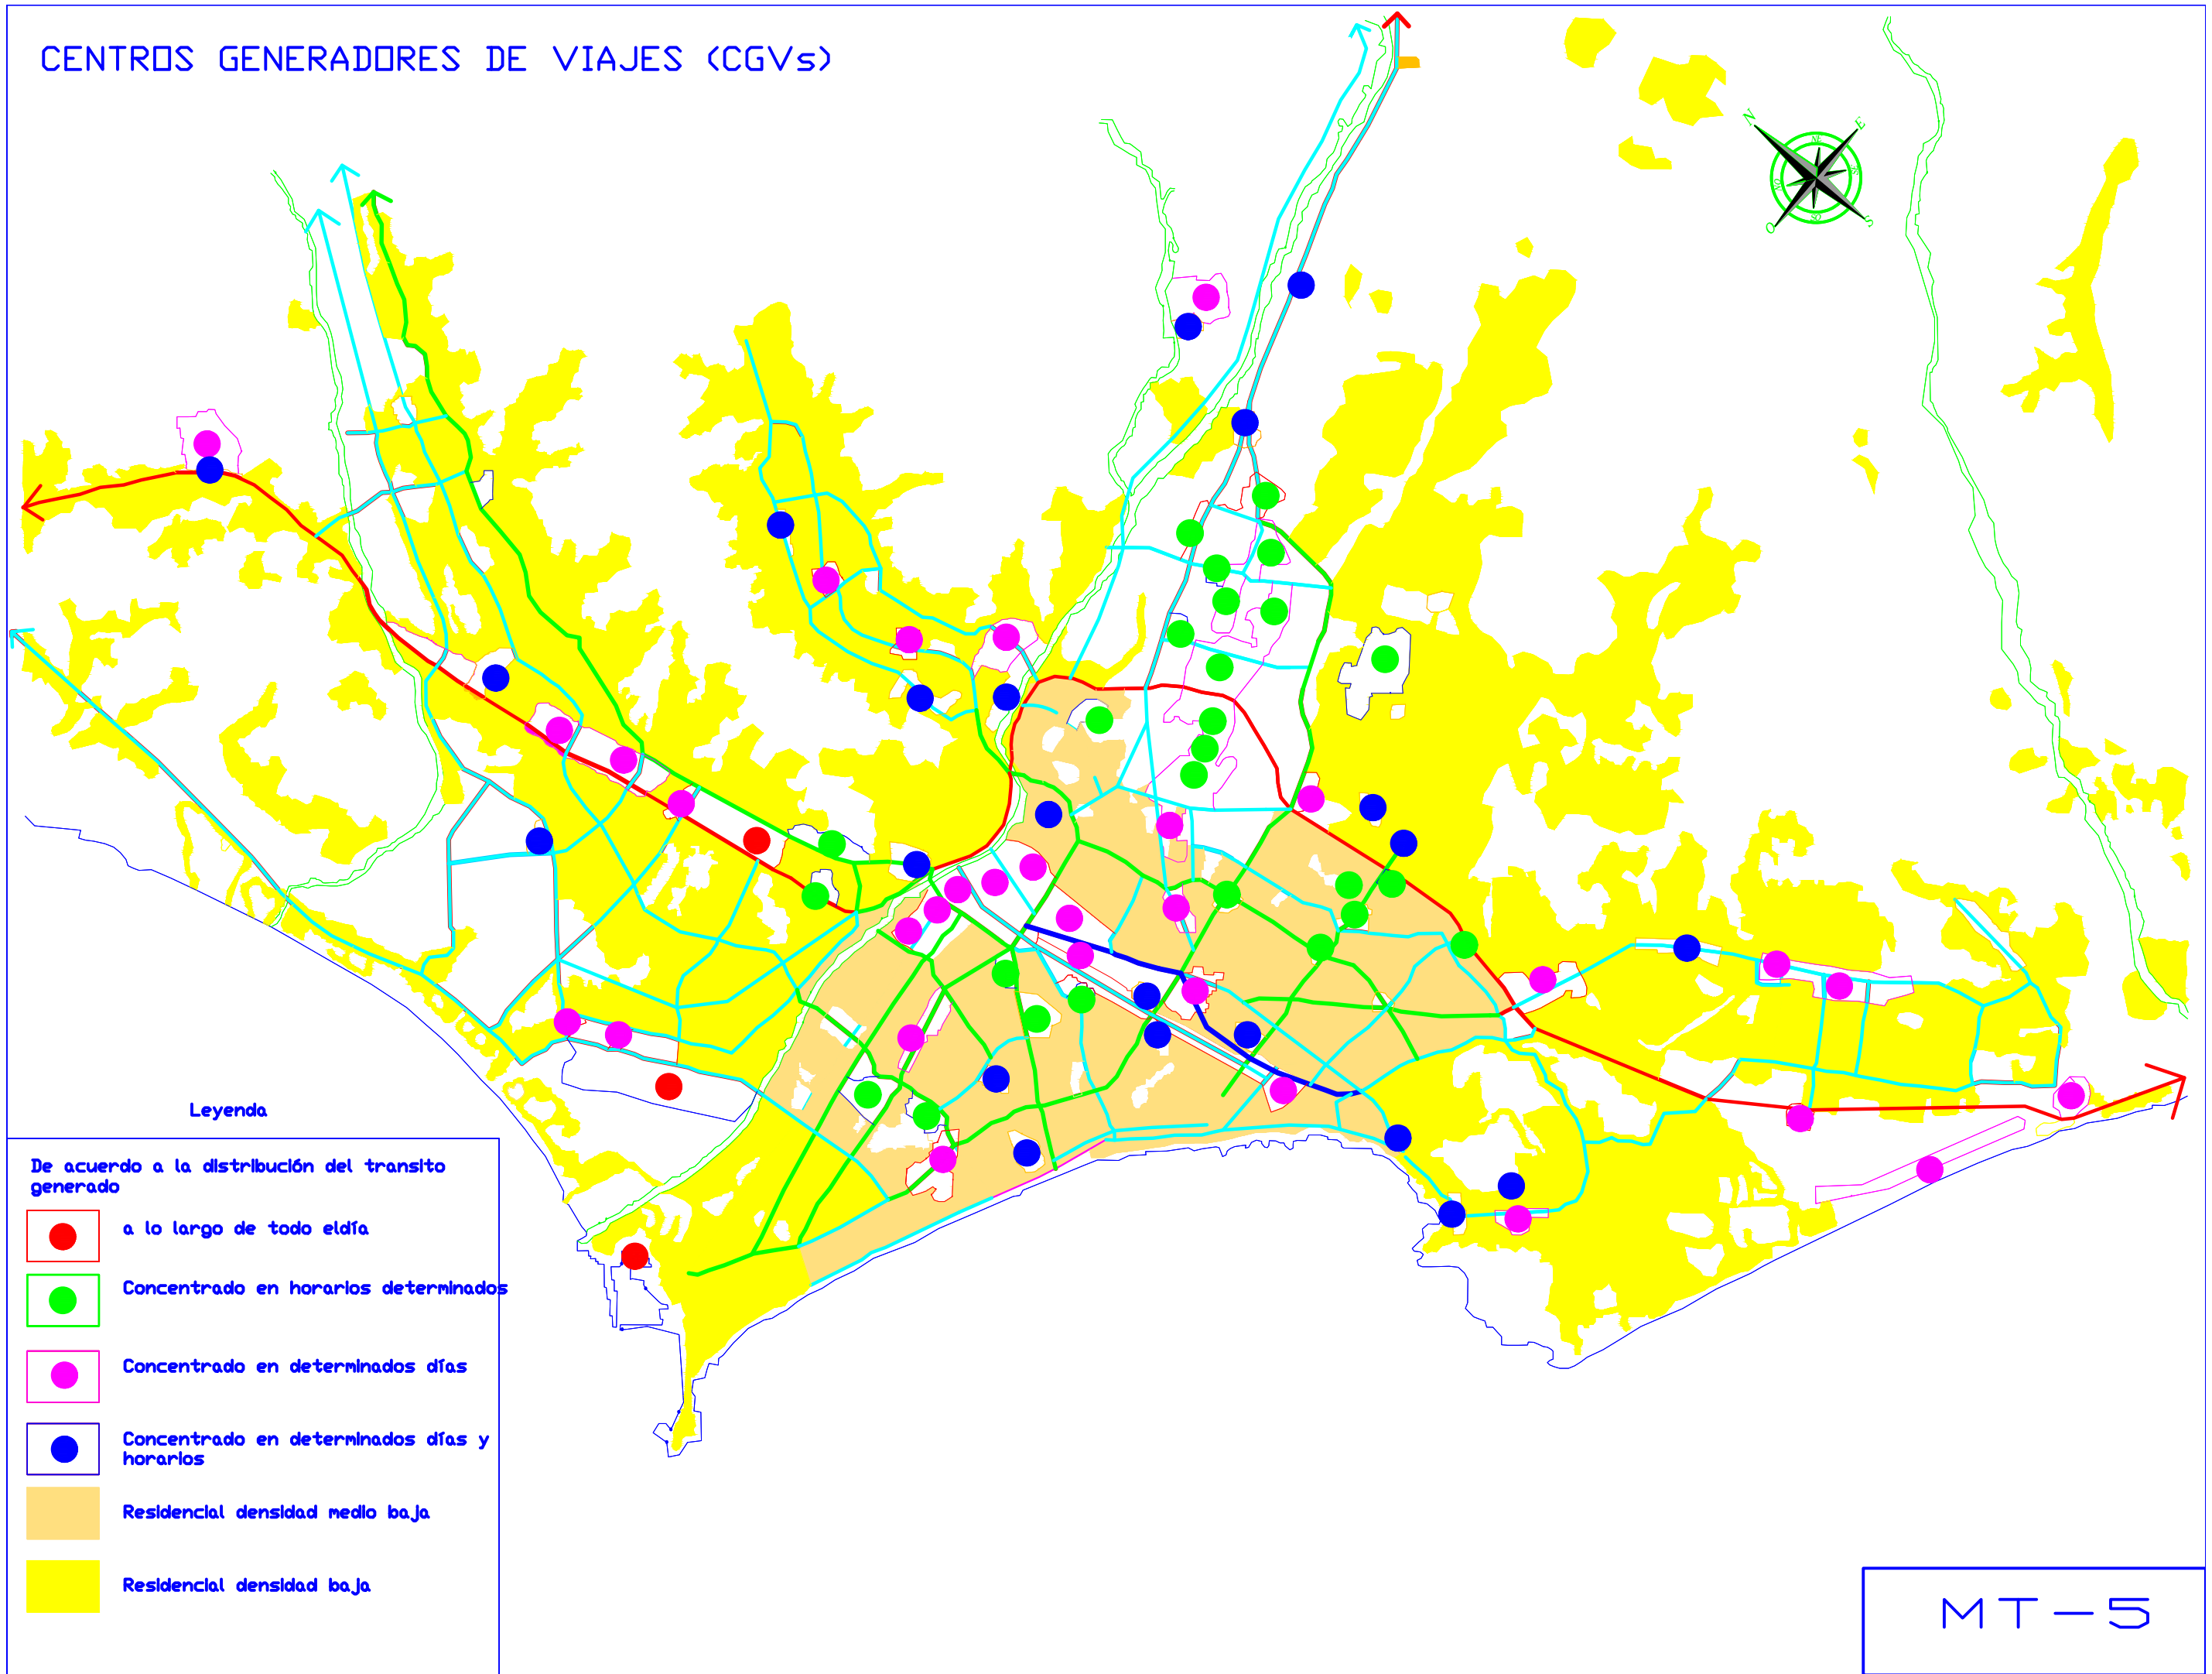 CENTROS GENERADORES DE VIAJES (CGVs)
N
E
S
O
Leyenda
De acuerdo a la distribución del transito
generado
a lo largo de todo eldía
Concentrado en horarios determinados
Concentrado en determinados días
Concentrado en determinados días y
horarios
Residencial densidad medio baja
Residencial densidad baja
MT-5